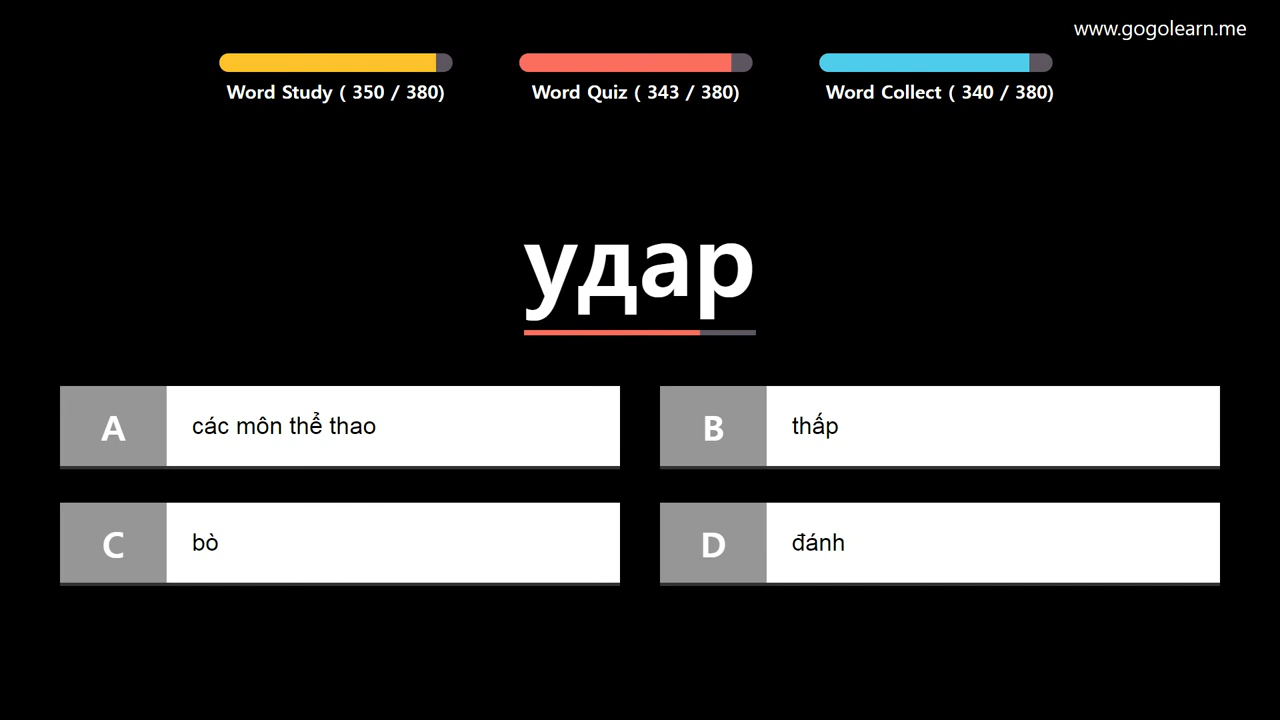 www.gogolearn.me
Word Study ( 350 / 380)
Word Quiz ( 343 / 380)
Word Collect ( 340 / 380)
удар
A các môn thể thao
B thấp
C bò
D đánh